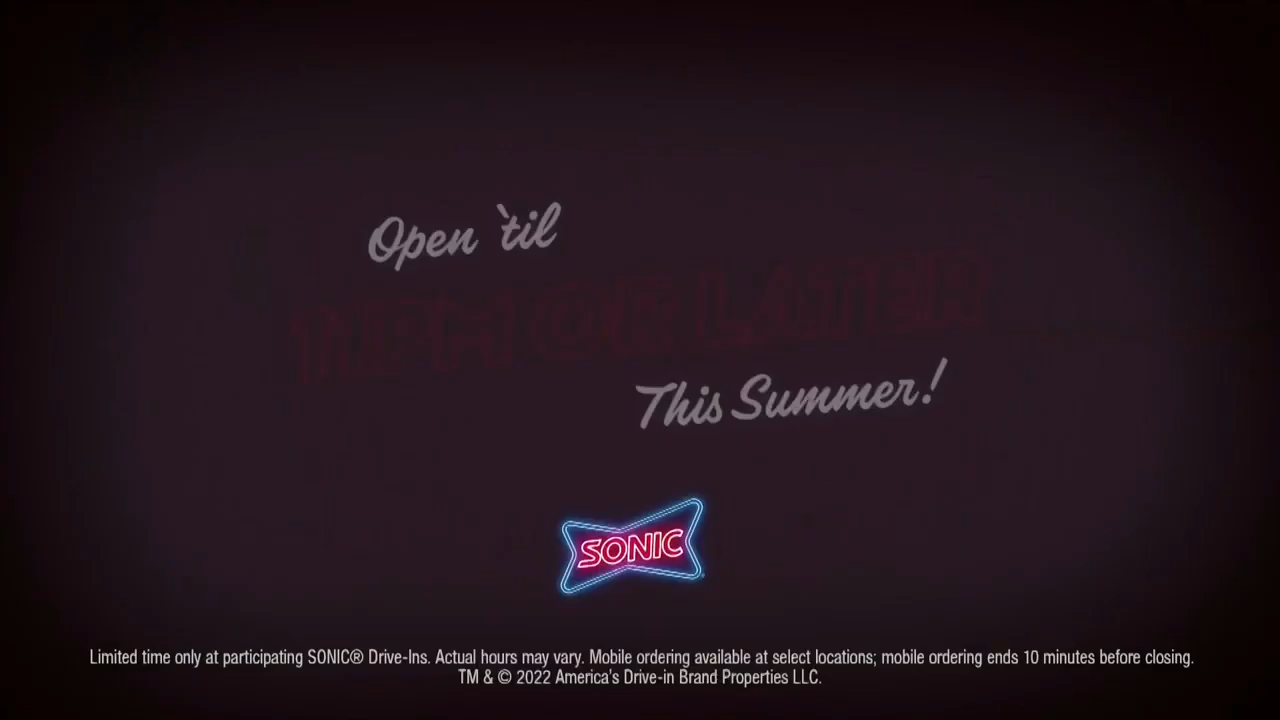 Open `til
OR LATER
This Summer!
SONIC
Limited time only at participating SONIC® Drive-Ins. Actual hours may vary. Mobile ordering available at select locations; mobile ordering ends 10 minutes before closing.
TM & © 2022 America's Drive-in Brand Properties LLC.